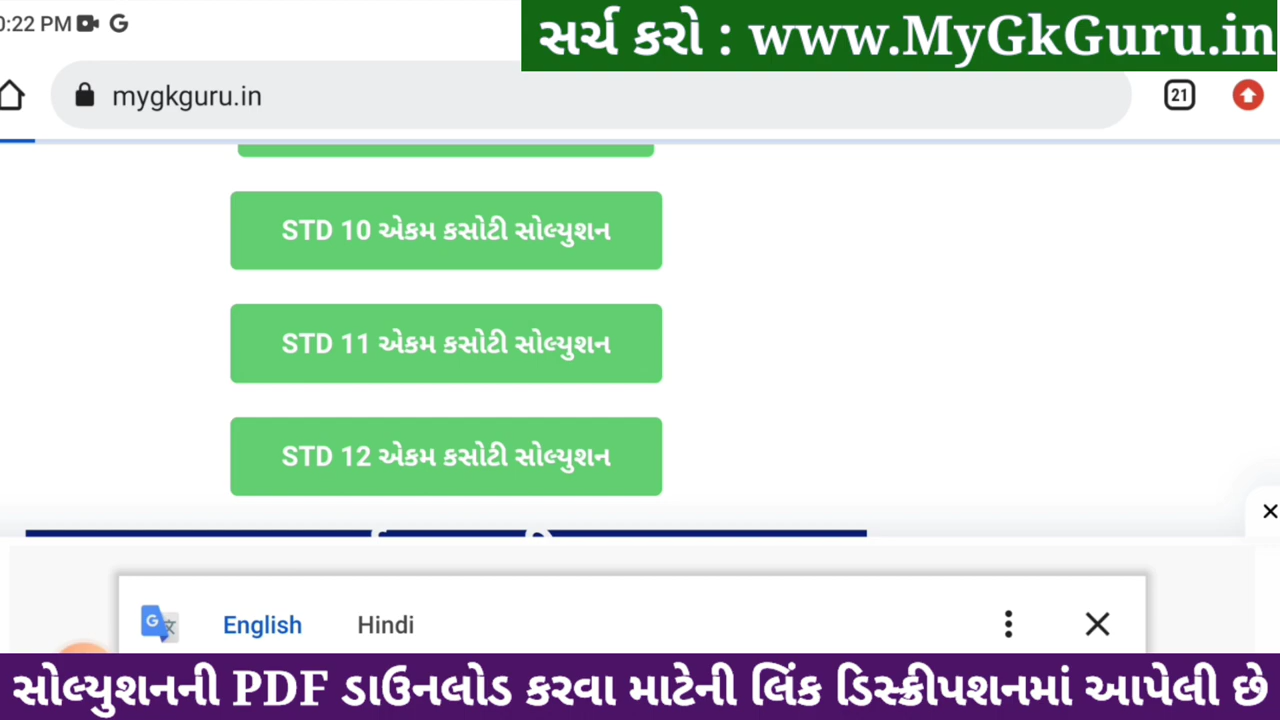 0:22 PM
સર્ચ કરો : www.MyGkGuru.in
mygkguru.in
21
STD 10 એકમ કસોટી સોલ્યુશન
STD 11 એકમ કસોટી સોલ્યુશન
STD 12 એકમ કસોટી સોલ્યુશન
English Hindi
સોલ્યુશનની PDF ડાઉનલોડ કરવા માટેની લિંક ડિસ્ક્રીપશનમાં આપેલી છે